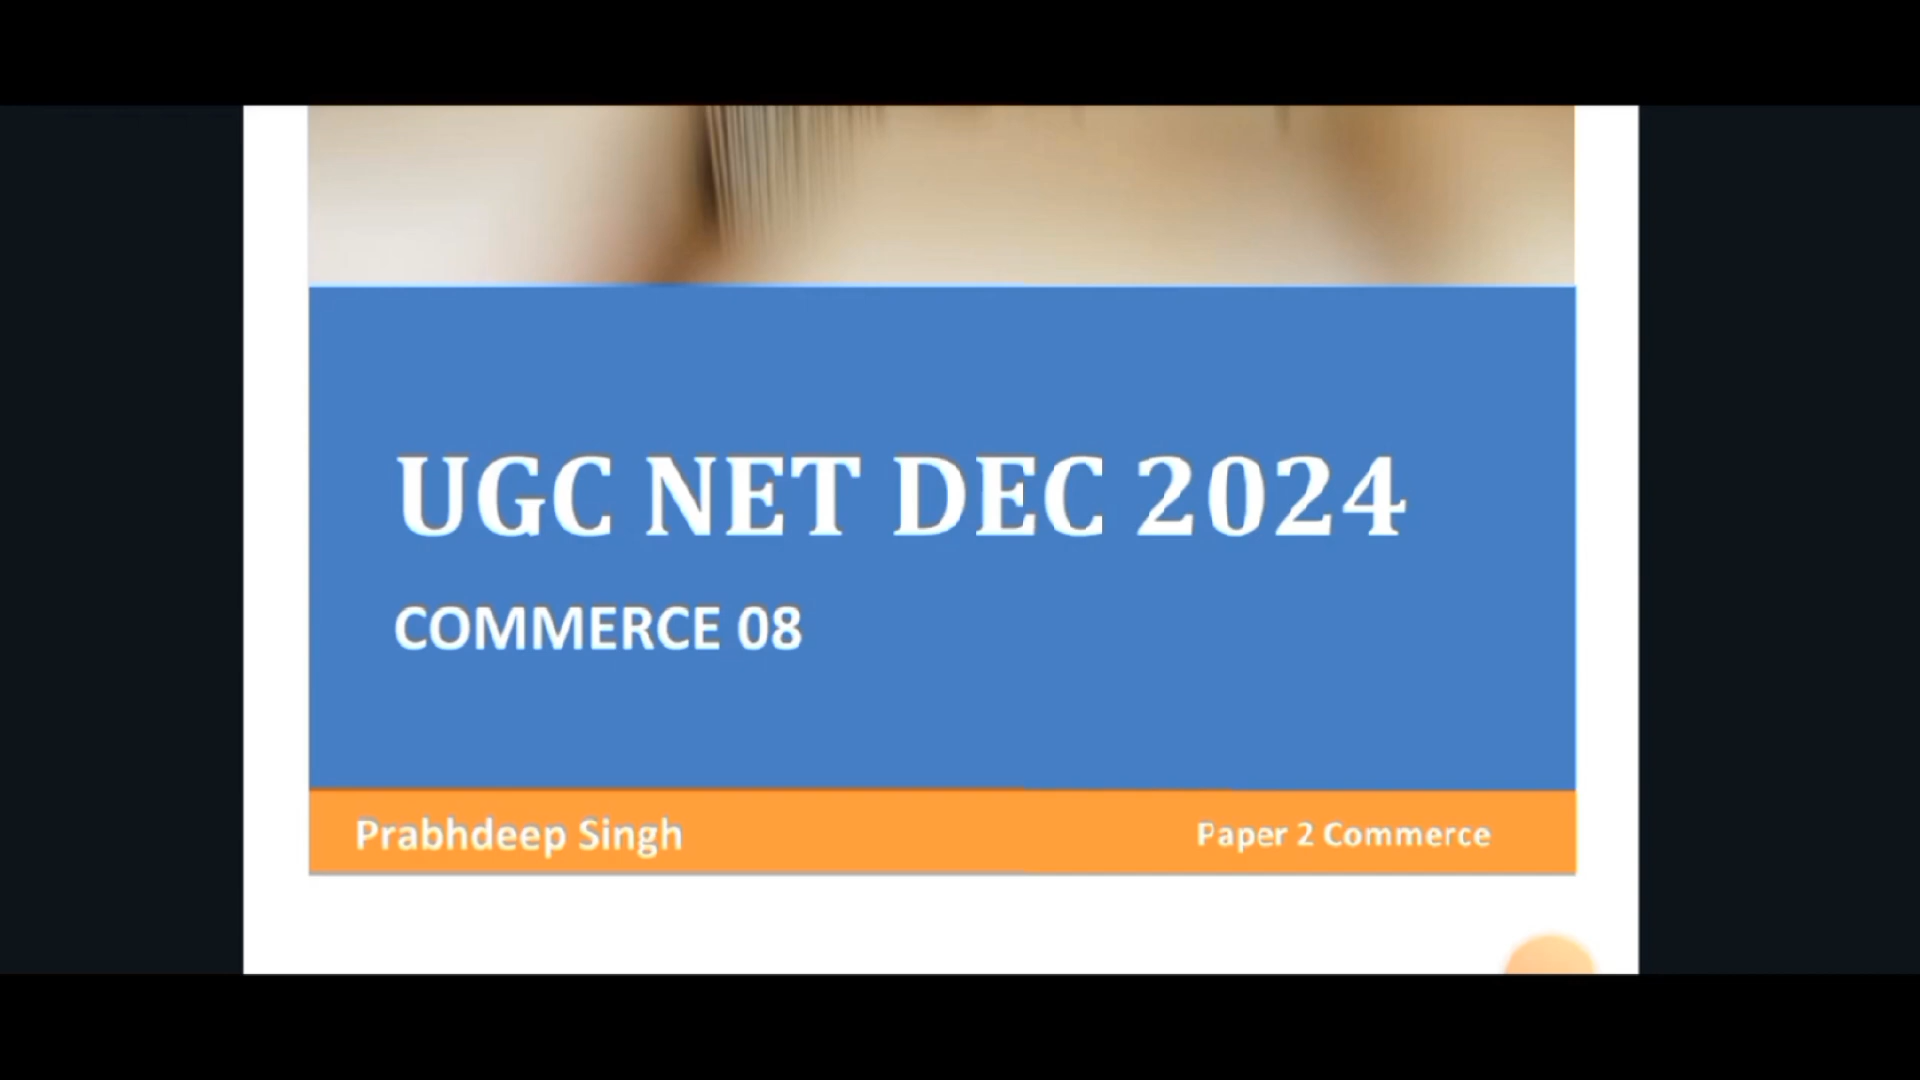 UGC NET DEC 2024
COMMERCE 08
Prabhdeep Singh
Paper 2 Commerce